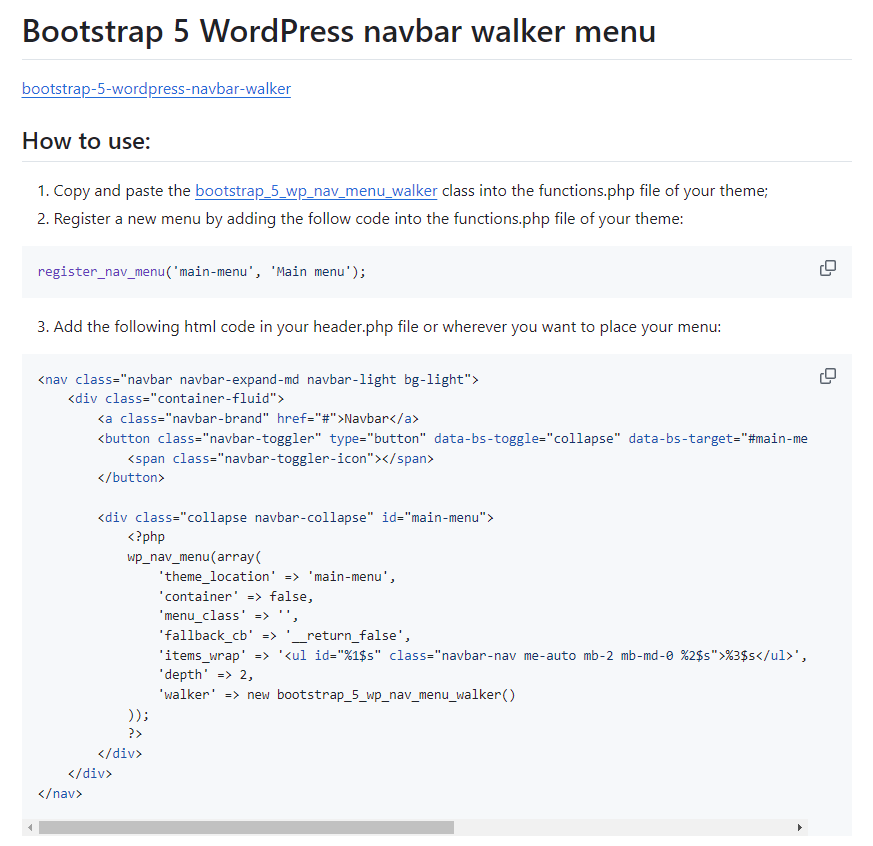 Bootstrap 5 WordPress navbar walker menu
bootstrap-5-wordpress-navbar-walker
How to use:
1. Copy and paste the bootstrap_5_wp_nav_menu_walker class into the functions.php file of your theme;
2. Register a new menu by adding the follow code into the functions.php file of your theme:
register_nav_menu('main-menu', 'Main menu');
3. Add the following html code in your header.php file or wherever you want to place your menu:
<nav class="navbar navbar-expand-md navbar-light bg-light">
    <div class="container-fluid">
        <a class="navbar-brand" href="#">Navbar</a>
        <button class="navbar-toggler" type="button" data-bs-toggle="collapse" data-bs-target="#main-me
            <span class="navbar-toggler-icon"></span>
        </button>
        <div class="collapse navbar-collapse" id="main-menu">
            <?php
            wp_nav_menu(array(
                'theme_location' => 'main-menu',
                'container' => false,
                'menu_class' => '',
                'fallback_cb' => '__return_false',
                'items_wrap' => '<ul id="%1$s" class="navbar-nav me-auto mb-2 mb-md-0 %2$s">%3$s</ul>',
                'depth' => 2,
                'walker' => new bootstrap_5_wp_nav_menu_walker()
            ));
            ?>
        </div>
    </div>
</nav>